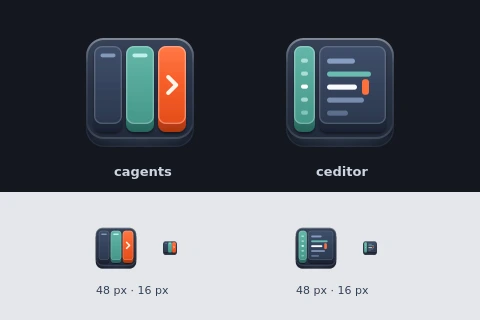 cagents
ceditor
48 px · 16 px
48 px · 16 px